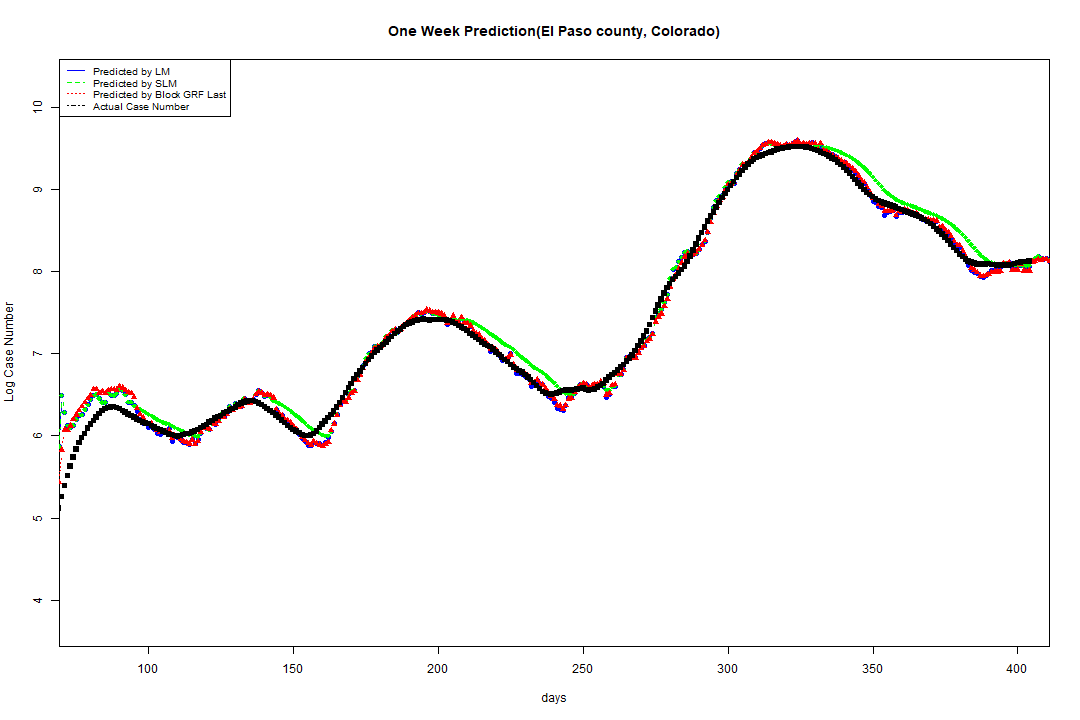 One Week Prediction(El Paso county, Colorado)
Predicted by LM
Predicted by SLM
Predicted by Block GRF Last
Actual Case Number
10
9
8
7
6
5
4
Log Case Number
100 150 200 250 300 350 400
days